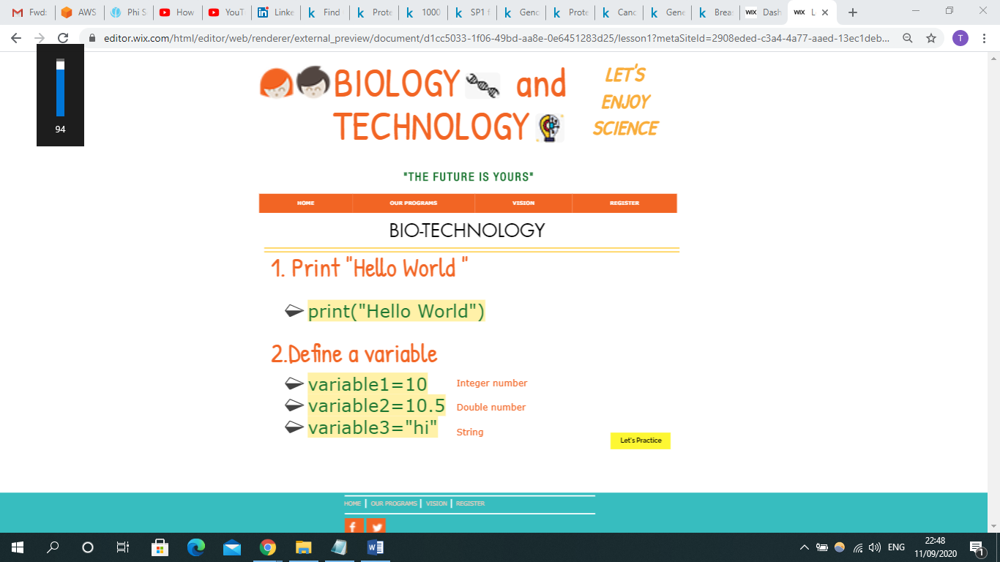 Fwd:
AWS
Phi S
How
YouT
Linke
Find
Prote
1000
SP1 f
Geno
Prote
Canc
Gene
Brea
WIX Dash
WIX L
editor.wix.com/html/editor/web/renderer/external_preview/document/d1cc5033-1f06-49bd-aa8e-0e6451283d25/lesson1?metaSiteId=2908eded-c3a4-4a77-aaed-13ec1deb...
T
94
BIOLOGY and
TECHNOLOGY
LET'S
ENJOY
SCIENCE
"THE FUTURE IS YOURS"
HOME OUR PROGRAMS VISION REGISTER
BIO-TECHNOLOGY
1. Print "Hello World "
print("Hello World")
2.Define a variable
variable1=10 Integer number
variable2=10.5 Double number
variable3="hi" String
Let's Practice
HOME | OUR PROGRAMS | VISION | REGISTER
ENG
22:48
11/09/2020
1